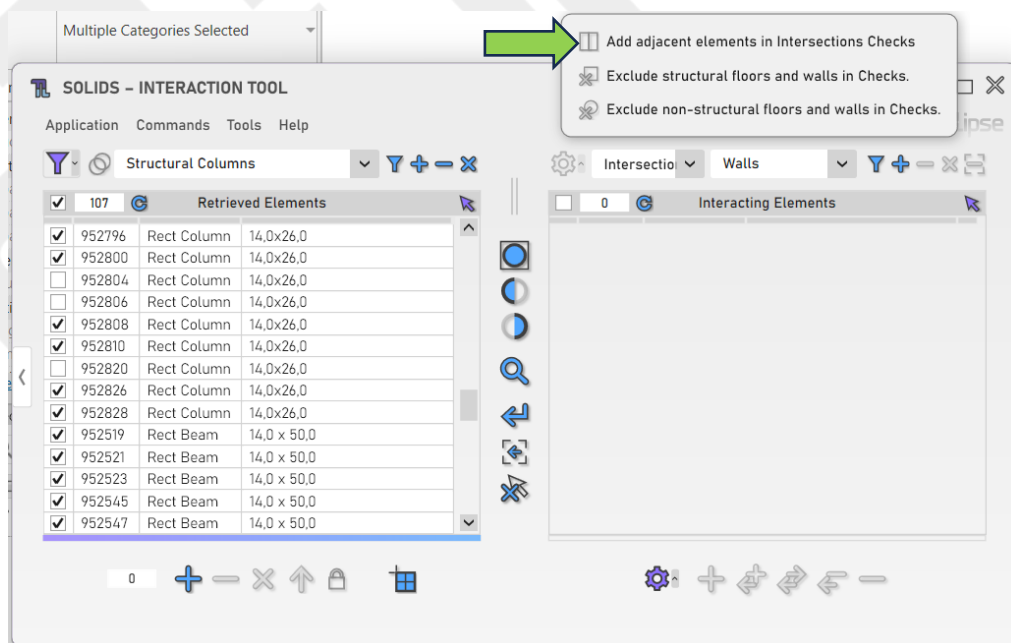 Multiple Categories Selected
Add adjacent elements in Intersections Checks
Exclude structural floors and walls in Checks.
Exclude non-structural floors and walls in Checks.
SOLIDS – INTERACTION TOOL
Application Commands Tools Help
Structural Columns
Walls
107 Retrieved Elements
0 Interacting Elements
952796 Rect Column 14,0x26,0
952800 Rect Column 14,0x26,0
952804 Rect Column 14,0x26,0
952806 Rect Column 14,0x26,0
952808 Rect Column 14,0x26,0
952810 Rect Column 14,0x26,0
952820 Rect Column 14,0x26,0
952826 Rect Column 14,0x26,0
952828 Rect Column 14,0x26,0
952519 Rect Beam 14,0 x 50,0
952521 Rect Beam 14,0 x 50,0
952523 Rect Beam 14,0 x 50,0
952545 Rect Beam 14,0 x 50,0
952547 Rect Beam 14,0 x 50,0
0